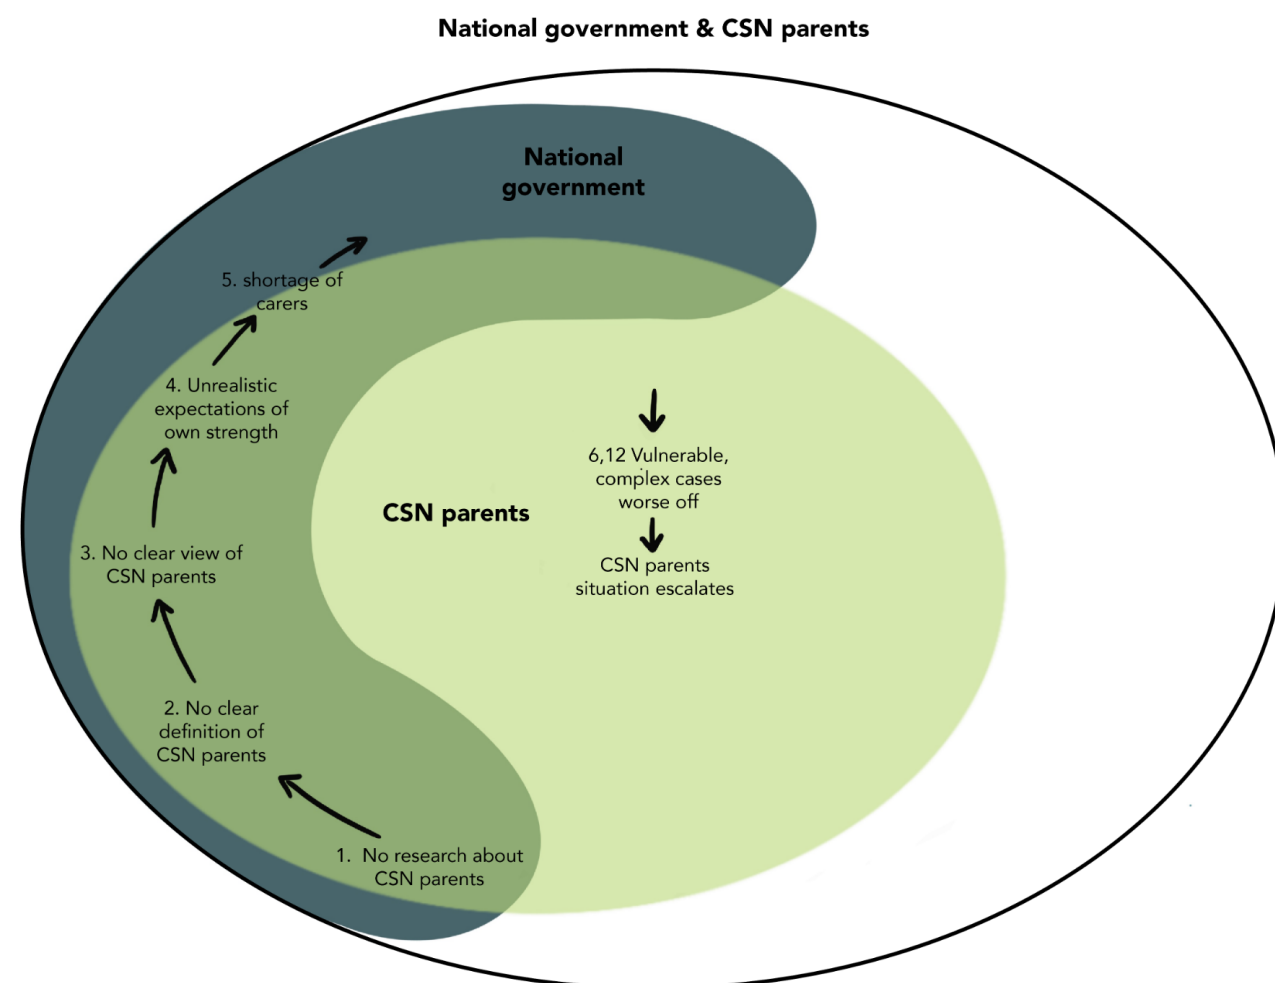 National government & CSN parents
National
government
5. shortage of
carers
4. Unrealistic
expectations of
own strength
6,12 Vulnerable,
complex cases
worse off
CSN parents
3. No clear view of
CSN parents
CSN parents
situation escalates
2. No clear
definition of
CSN parents
1. No research about
CSN parents